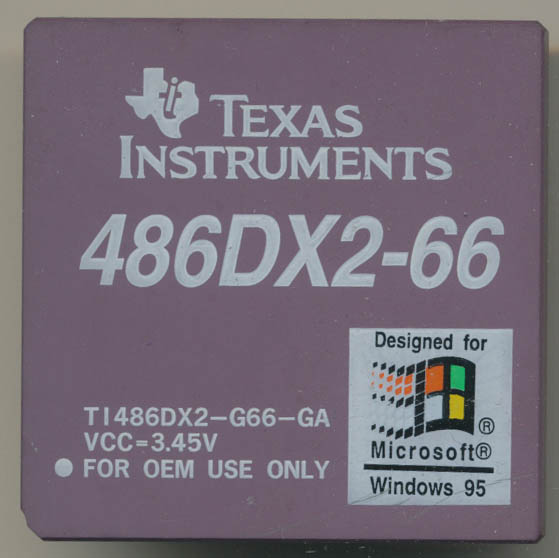 TEXAS
INSTRUMENTS
486DX2-66
Designed for
®
Microsoft®
Windows 95
TI486DX2-G66-GA
VCC=3.45V
FOR OEM USE ONLY